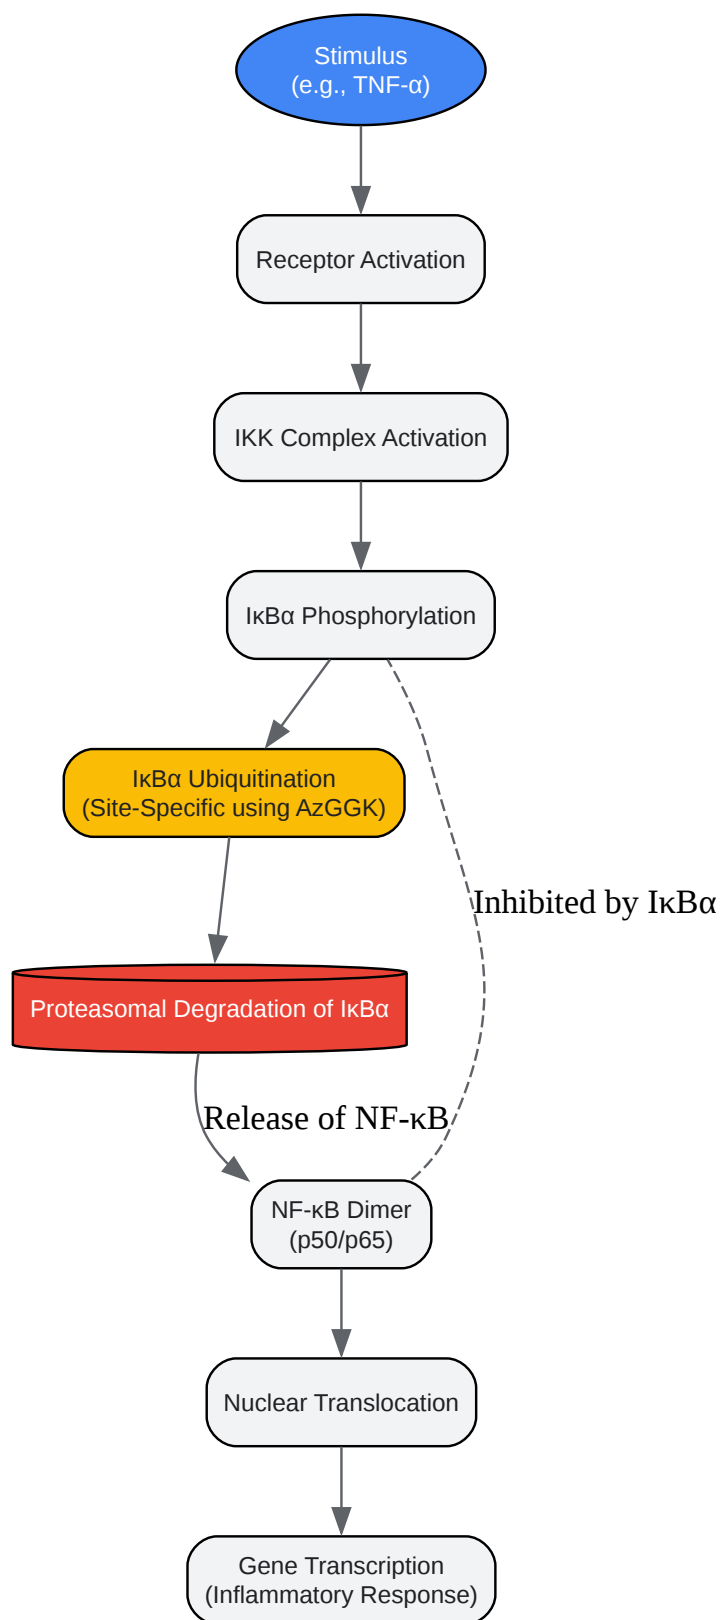 Stimulus
(e.g., TNF-α)
Receptor Activation
IKK Complex Activation
IκBα Phosphorylation
IκBα Ubiquitination
(Site-Specific using AzGGK)
Inhibited by IκBα
Proteasomal Degradation of IκBα
Release of NF-κB
NF-κB Dimer
(p50/p65)
Nuclear Translocation
Gene Transcription
(Inflammatory Response)